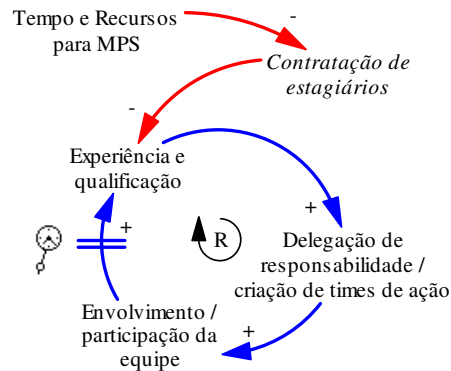 Tempo e Recursos
para MPS
-
Contratação de
estagiários
-
Experiência e
qualificação
+
R
+
Delegação de
responsabilidade /
criação de times de ação
Envolvimento /
participação da
equipe
+